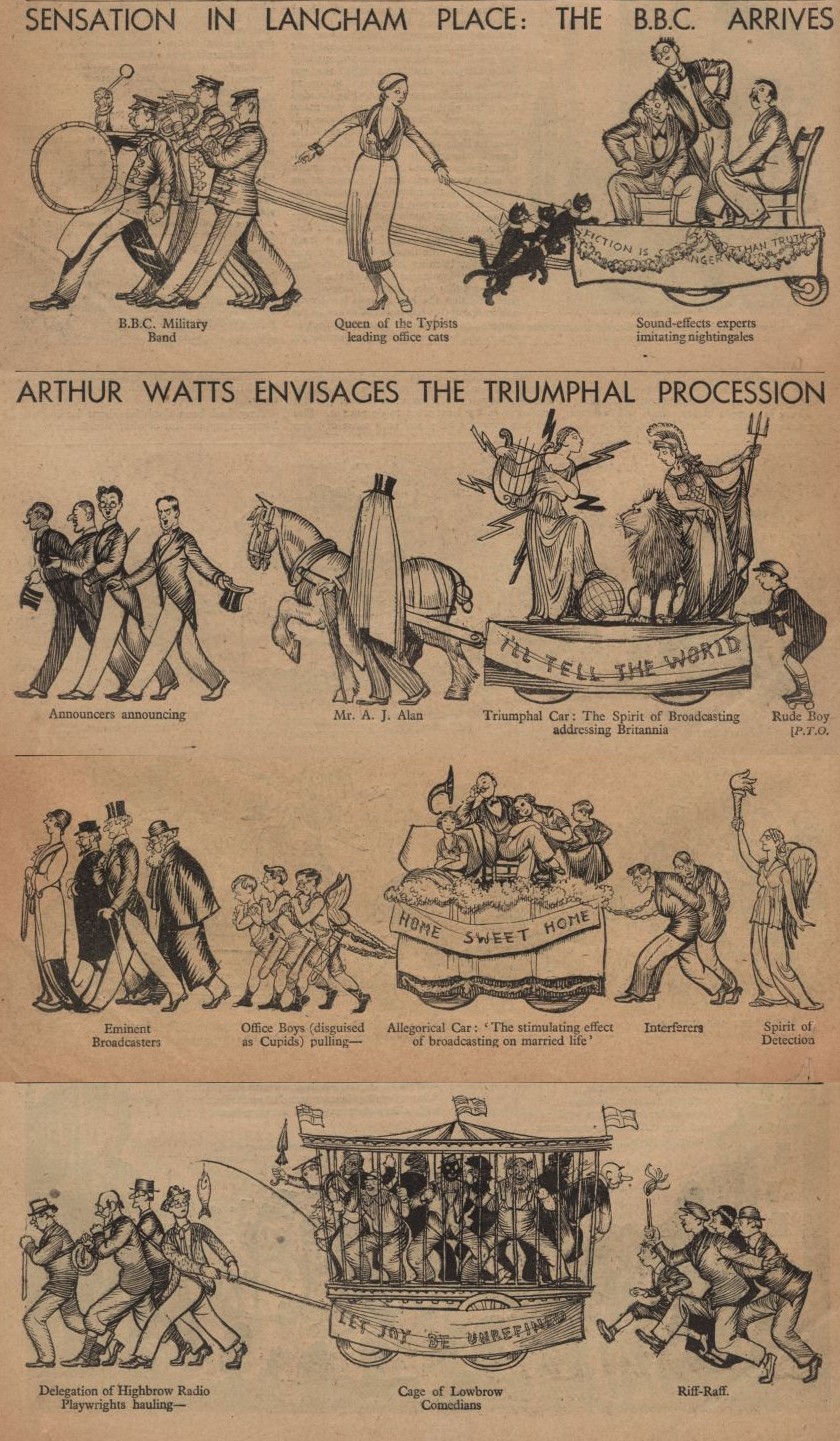 SENSATION IN LANGHAM PLACE: THE B.B.C. ARRIVES
FICTION IS STRANGER THAN TRUTH
B.B.C. Military
Band
Queen of the Typists
leading office cats
Sound-effects experts
imitating nightingales
ARTHUR WATTS ENVISAGES THE TRIUMPHAL PROCESSION
I'LL TELL THE WORLD
Announcers announcing
Mr. A. J. Alan
Triumphal Car: The Spirit of Broadcasting
addressing Britannia
Rude Boy
[P.T.O.
HOME SWEET HOME
Eminent
Broadcasters
Office Boys (disguised
as Cupids) pulling—
Allegorical Car: ‘The stimulating effect
of broadcasting on married life’
Interferers
Spirit of
Detection
LET JOY BE UNREFINED
Delegation of Highbrow Radio
Playwrights hauling—
Cage of Lowbrow
Comedians
Riff-Raff.